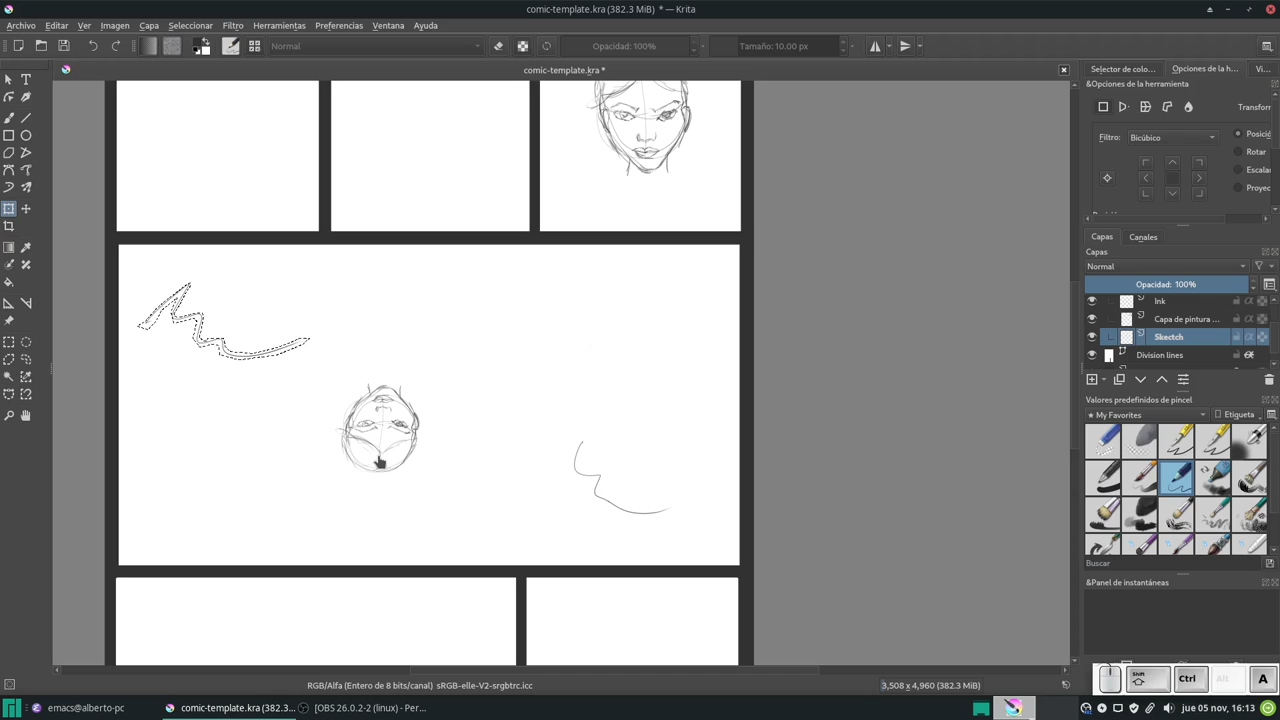 comic-template.kra (382.3 MiB) * — Krita
Archivo Editar Ver Imagen Capa Seleccionar Filtro Herramientas Preferencias Ventana Ayuda
Normal Opacidad: 100% Tamaño: 10.00 px
comic-template.kra *
Selector de colo... Opciones de la h... Vi...
Opciones de la herramienta
Transforr
Filtro: Bicúbico
Posició
Rotar
Escalar
Proyec
Capas Canales
Capas
Normal
Opacidad: 100%
Ink
Capa de pintura ...
Skectch
Division lines
Valores predefinidos de pincel
★ My Favorites Etiqueta
Buscar
Panel de instantáneas
RGB/Alfa (Entero de 8 bits/canal) sRGB-elle-V2-srgbtrc.icc 3,508 x 4,960 (382.3 MiB)
Shift Ctrl Alt A
emacs@alberto-pc comic-template.kra (382.3... [OBS 26.0.2-2 (linux) - Per... jue 05 nov, 16:13